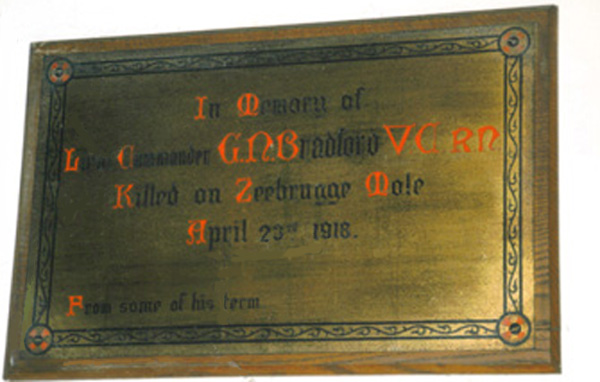 In Memory of
Commander G.N.Bradford VC RN
Killed on Zeebrugge Mole
April 23rd 1918.
From some of his term